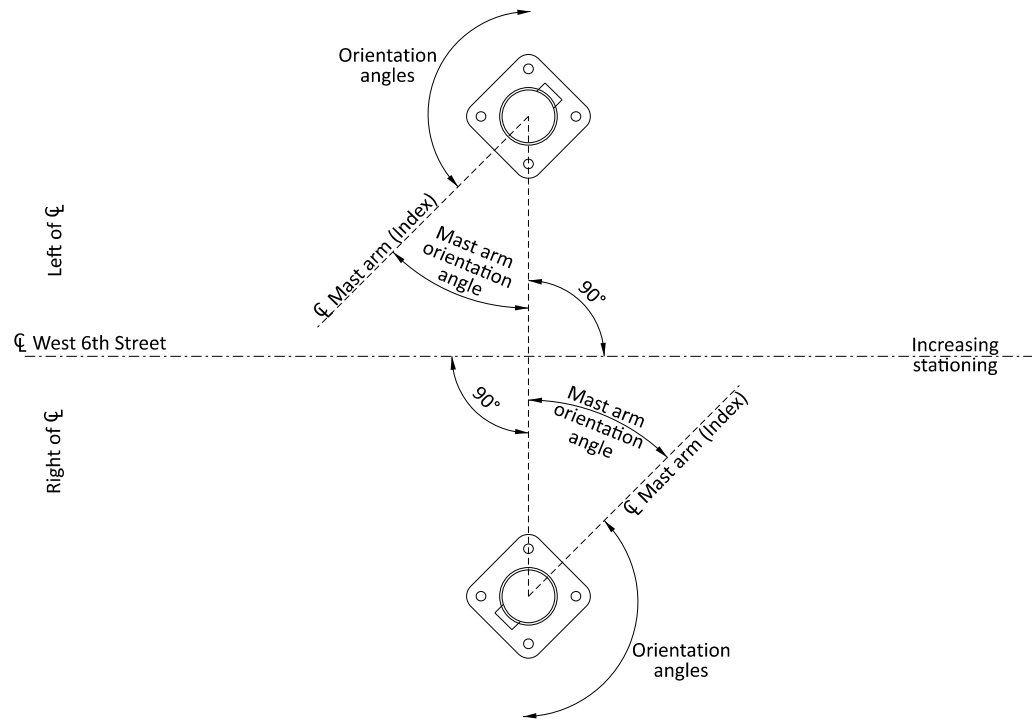 Orientation
angles
Left of ℄
℄ Mast arm (Index)
Mast arm
orientation
angle
90°
℄ West 6th Street
Increasing
stationing
Right of ℄
90°
Mast arm
orientation
angle
℄ Mast arm (Index)
Orientation
angles